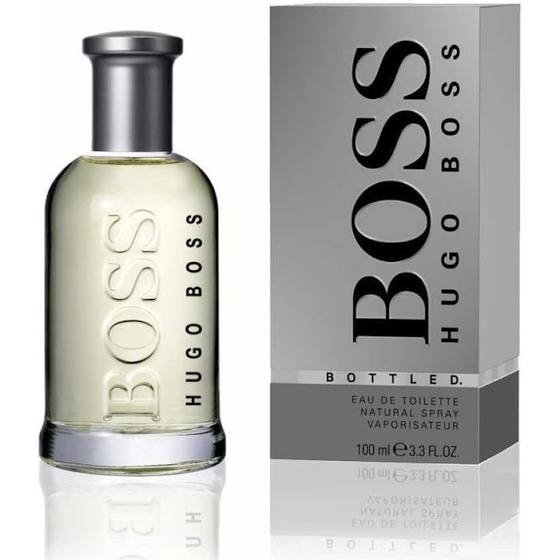 BOSS
HUGO BOSS
BOSS
HUGO BOSS
BOTTLED.
EAU DE TOILETTE
NATURAL SPRAY
VAPORISATEUR
100 ml ℮ 3.3 FL.OZ.